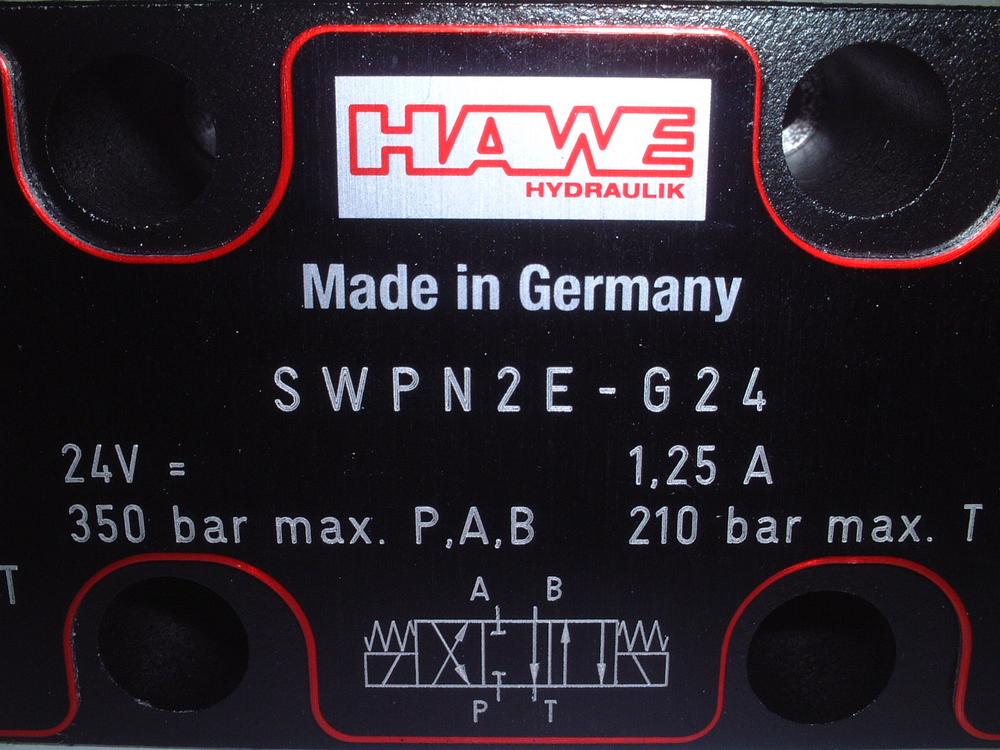 HAWE
HYDRAULIK
Made in Germany
SWPN2E-G24
24V = 1,25 A
350 bar max. P,A,B 210 bar max. T
T
A B
P T